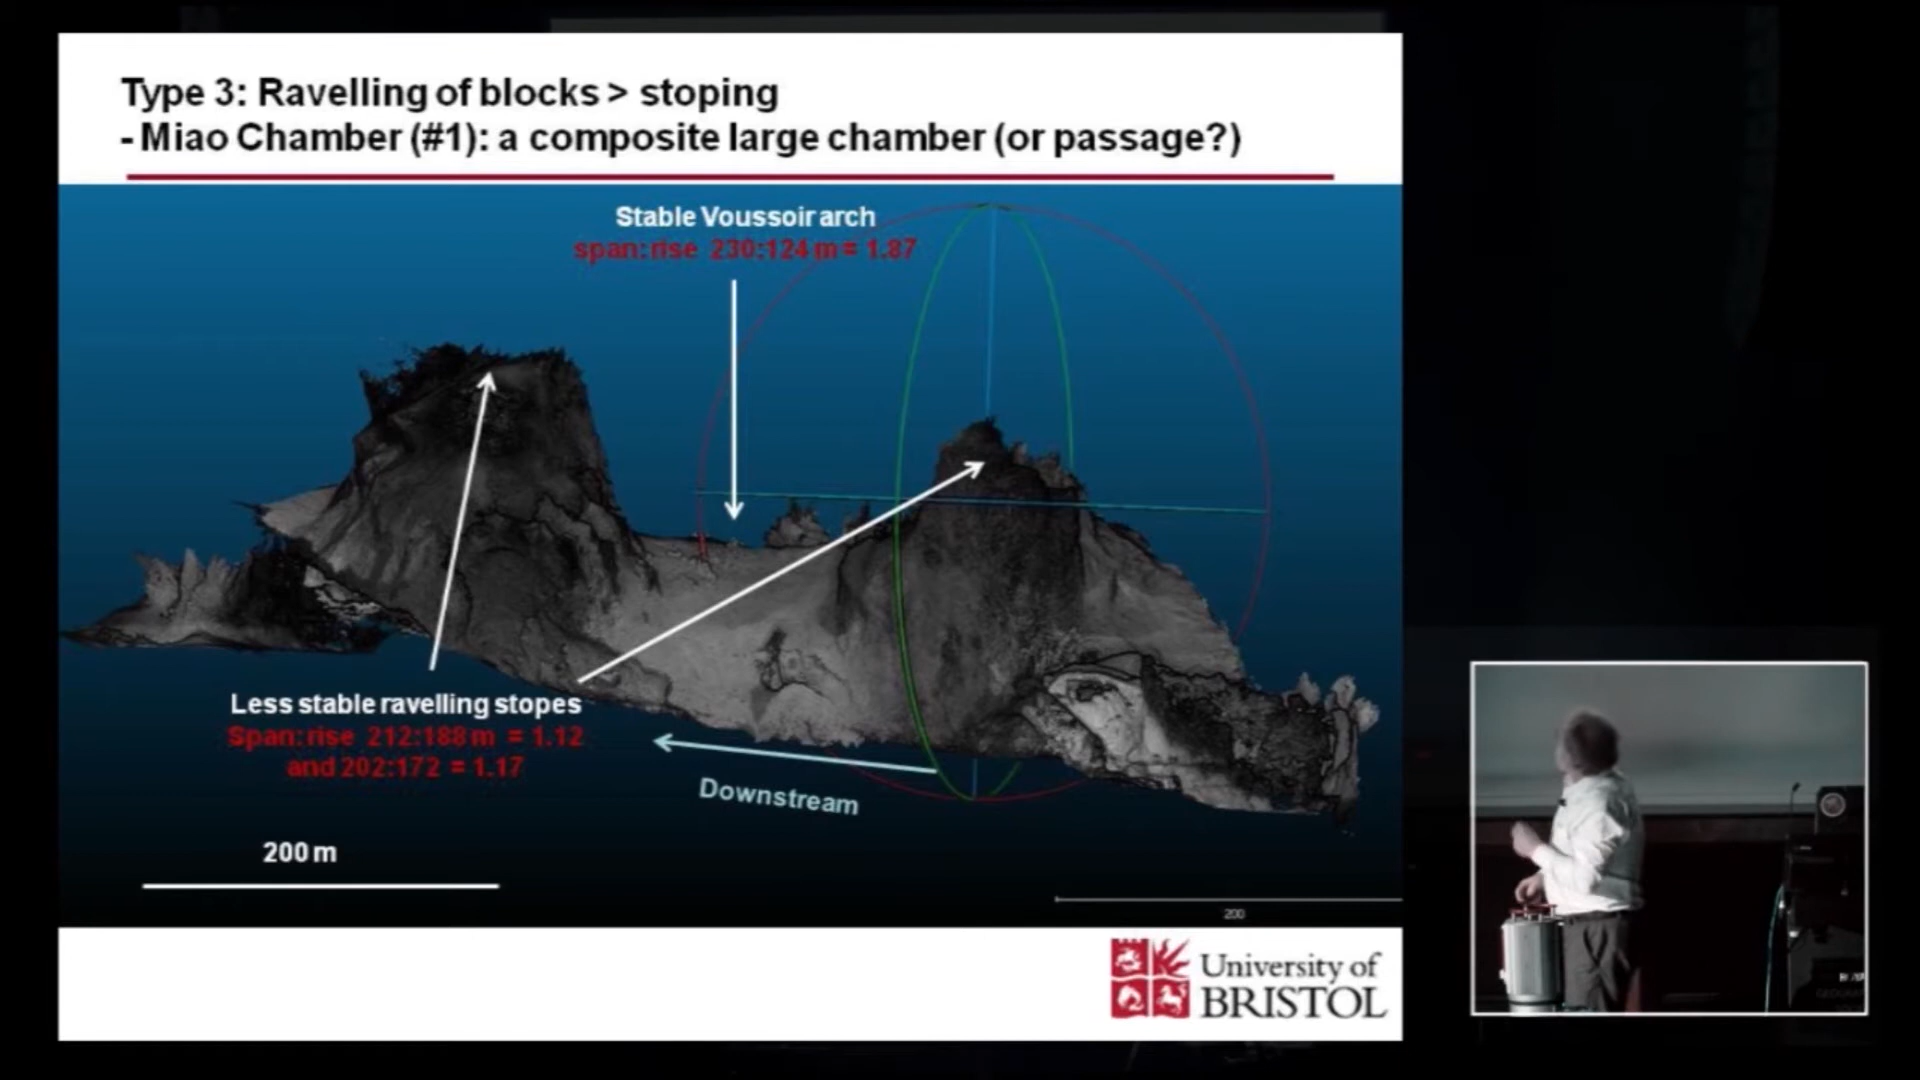 Type 3: Ravelling of blocks > stoping
- Miao Chamber (#1): a composite large chamber (or passage?)
Stable Voussoir arch
span:rise 230:124 m = 1.87
Less stable ravelling stopes
Span:rise 212:188 m = 1.12
and 202:172 = 1.17
Downstream
200 m
200
University of
BRISTOL